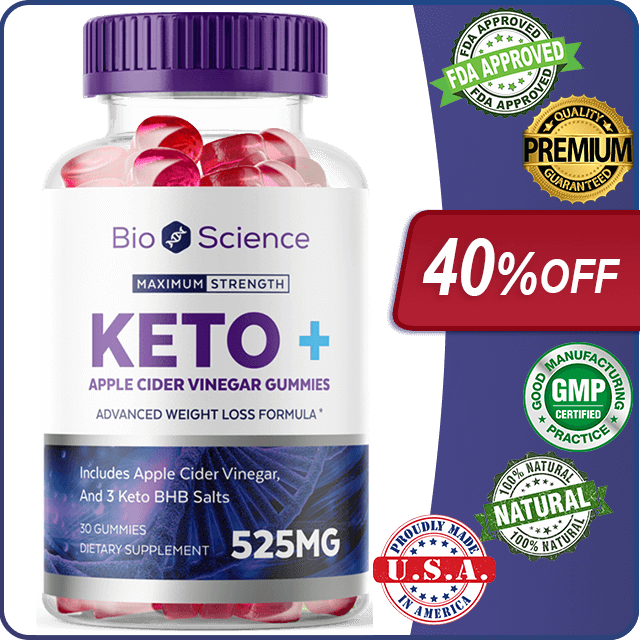 Bio Science
MAXIMUM STRENGTH
KETO +
APPLE CIDER VINEGAR GUMMIES
ADVANCED WEIGHT LOSS FORMULA*
Includes Apple Cider Vinegar,
And 3 Keto BHB Salts
30 GUMMIES
DIETARY SUPPLEMENT
525MG
FDA APPROVED
FDA APPROVED
FDA APPROVED
QUALITY
PREMIUM
GUARANTEED
40%OFF
GOOD MANUFACTURING
GMP
CERTIFIED
PRACTICE
100% NATURAL
NATURAL
100% NATURAL
PROUDLY MADE
U.S.A.
IN AMERICA